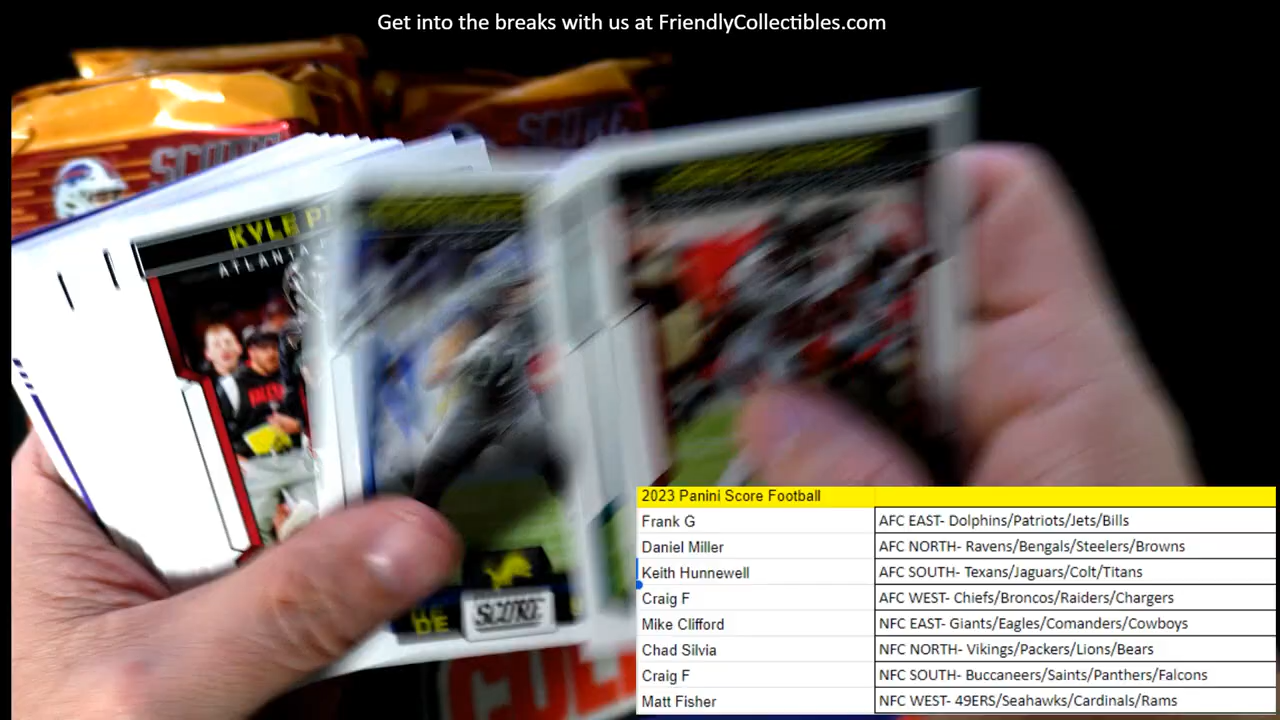 Get into the breaks with us at FriendlyCollectibles.com
SCORE
KYLE
ATLANTA
DE
SCORE
2023 Panini Score Football
Frank G AFC EAST- Dolphins/Patriots/Jets/Bills
Daniel Miller AFC NORTH- Ravens/Bengals/Steelers/Browns
Keith Hunnewell AFC SOUTH- Texans/Jaguars/Colt/Titans
Craig F AFC WEST- Chiefs/Broncos/Raiders/Chargers
Mike Clifford NFC EAST- Giants/Eagles/Comanders/Cowboys
Chad Silvia NFC NORTH- Vikings/Packers/Lions/Bears
Craig F NFC SOUTH- Buccaneers/Saints/Panthers/Falcons
Matt Fisher NFC WEST- 49ERS/Seahawks/Cardinals/Rams